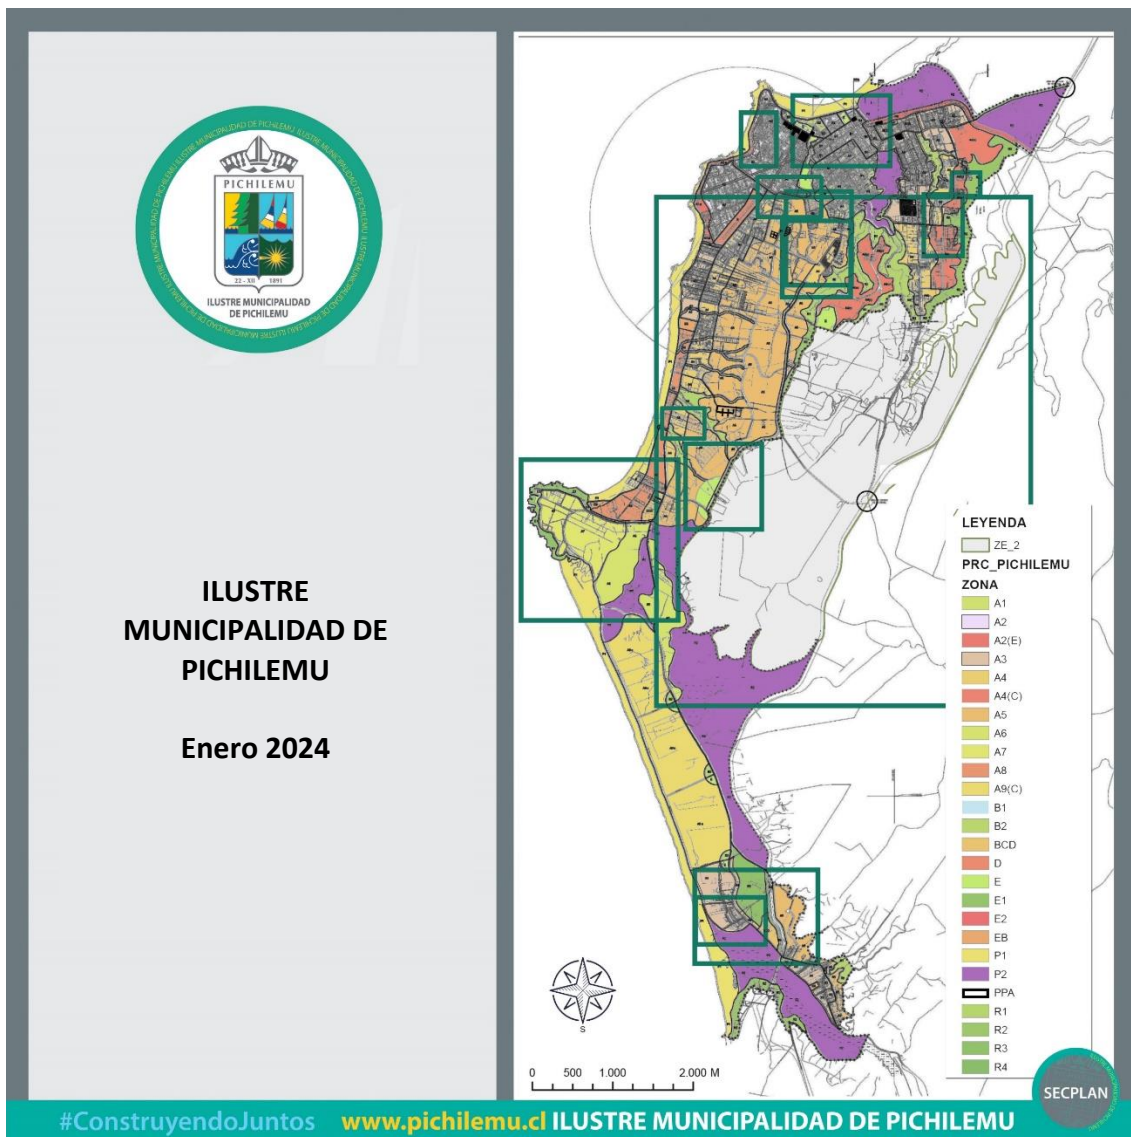 PICHILEMU
22 - XII 1891
ILUSTRE MUNICIPALIDAD
DE PICHILEMU
ILUSTRE
MUNICIPALIDAD DE
PICHILEMU
Enero 2024
LEYENDA
ZE_2
PRC_PICHILEMU
ZONA
A1
A2
A2(E)
A3
A4
A4(C)
A5
A6
A7
A8
A9(C)
B1
B2
BCD
D
E
E1
E2
EB
P1
P2
PPA
R1
R2
R3
R4
S
0 500 1.000 2.000 M
SECPLAN
#ConstruyendoJuntos www.pichilemu.cl ILUSTRE MUNICIPALIDAD DE PICHILEMU